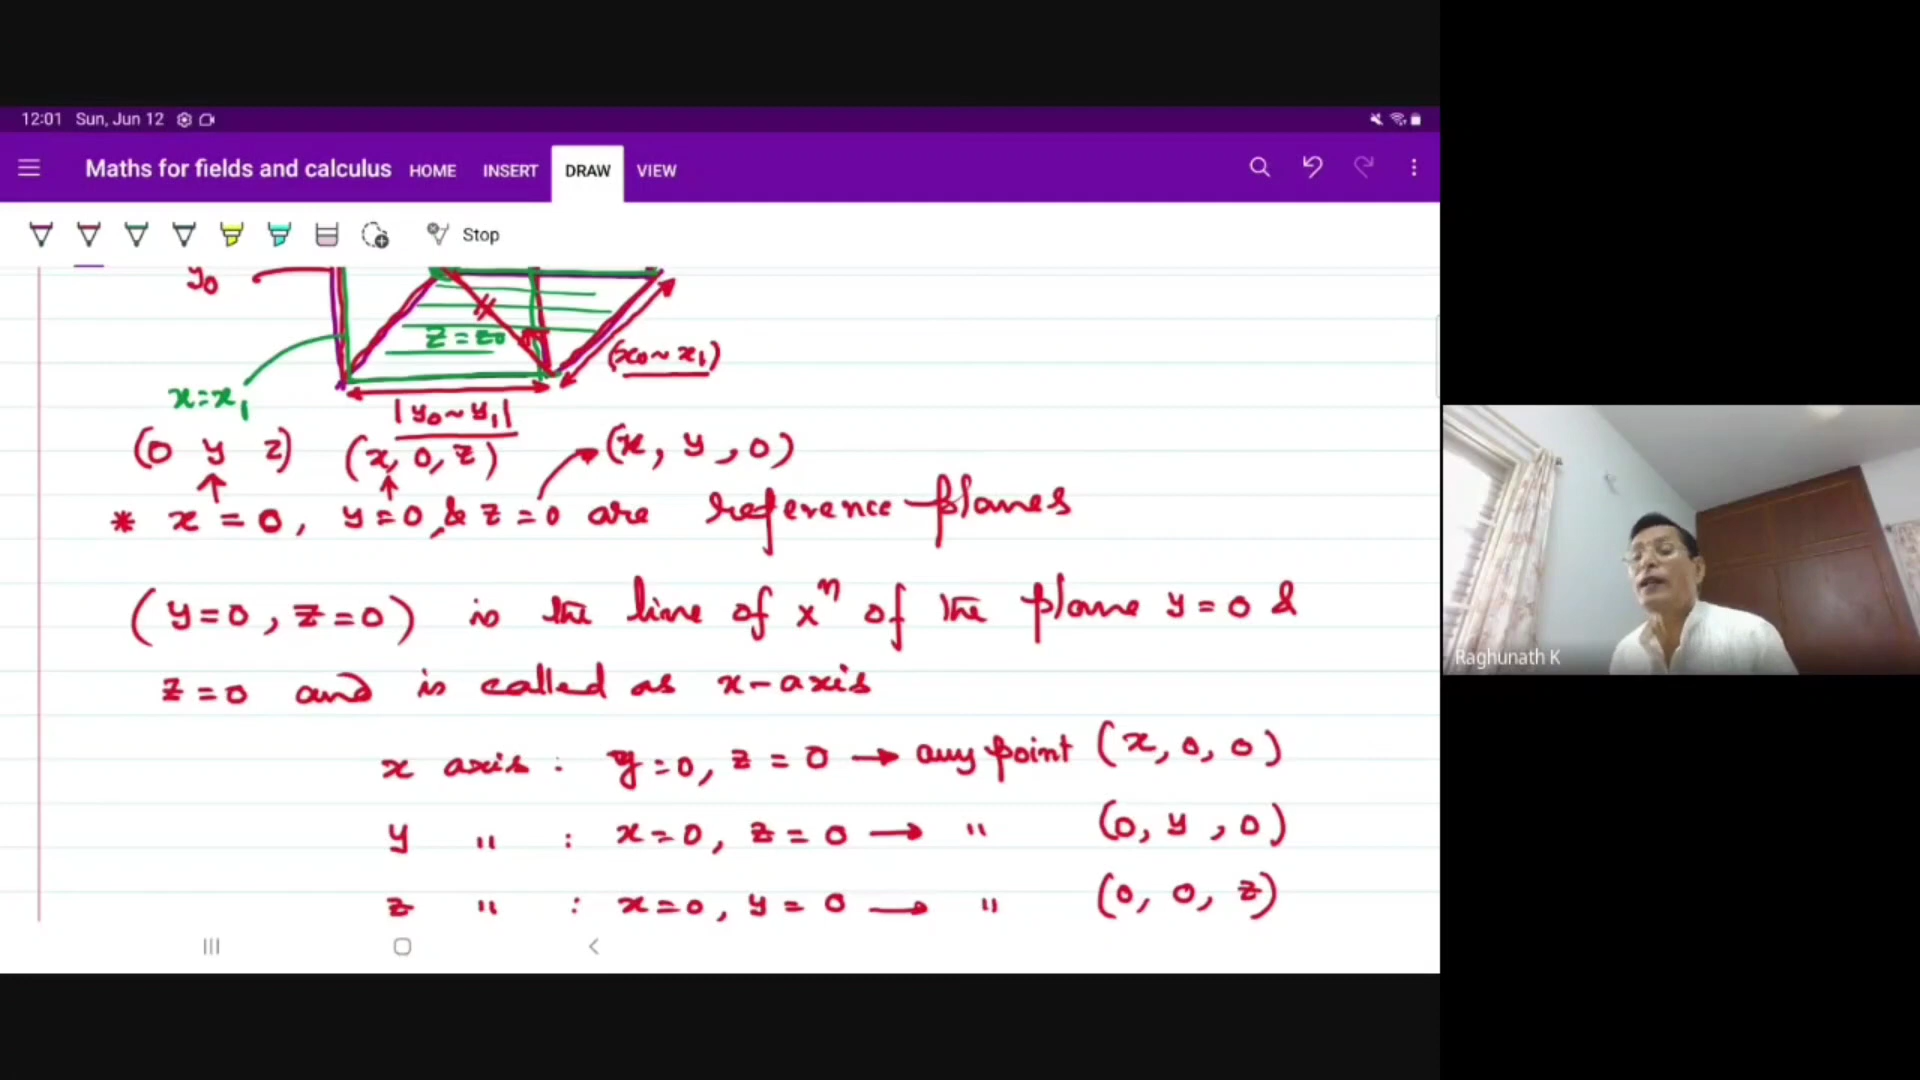 12:01 Sun, Jun 12
Maths for fields and calculus HOME INSERT DRAW VIEW
Stop
y0
z = z0
(x0 ~ x1)
x = x1
|y0 ~ y1|
(0 y z) (x, 0, z) (x, y, 0)
* x = 0, y = 0, & z = 0 are reference planes
(y = 0, z = 0) is the line of xⁿ of the plane y = 0 &
z = 0 and is called as x-axis
x axis : y = 0, z = 0 → any point (x, 0, 0)
y " : x = 0, z = 0 → " (0, y, 0)
z " : x = 0, y = 0 → " (0, 0, z)
Raghunath K